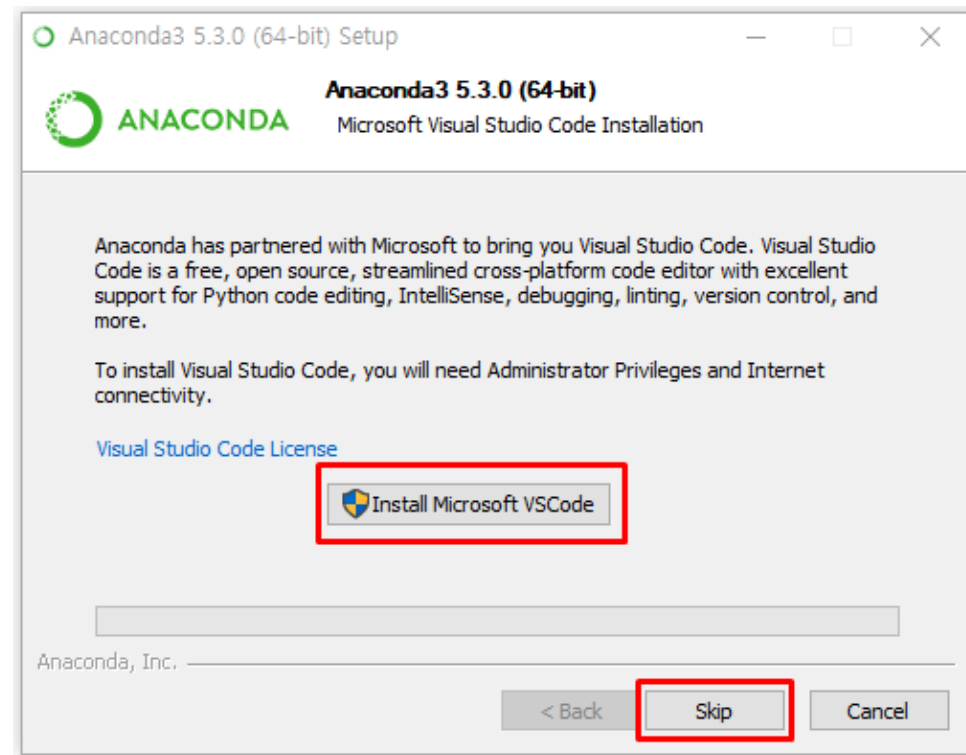 Anaconda3 5.3.0 (64-bit) Setup
ANACONDA
Anaconda3 5.3.0 (64-bit)
Microsoft Visual Studio Code Installation
Anaconda has partnered with Microsoft to bring you Visual Studio Code. Visual Studio
Code is a free, open source, streamlined cross-platform code editor with excellent
support for Python code editing, IntelliSense, debugging, linting, version control, and
more.
To install Visual Studio Code, you will need Administrator Privileges and Internet
connectivity.
Visual Studio Code License
Install Microsoft VSCode
Anaconda, Inc.
< Back
Skip
Cancel